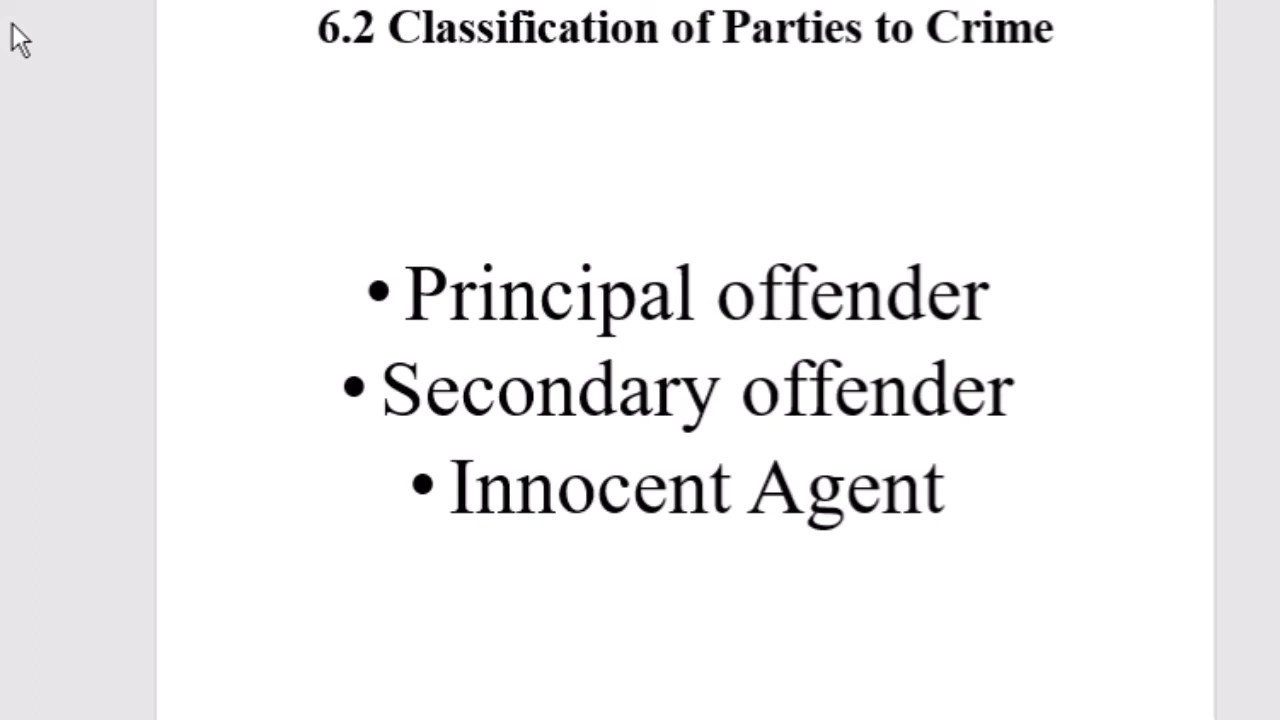 6.2 Classification of Parties to Crime
• Principal offender
• Secondary offender
• Innocent Agent